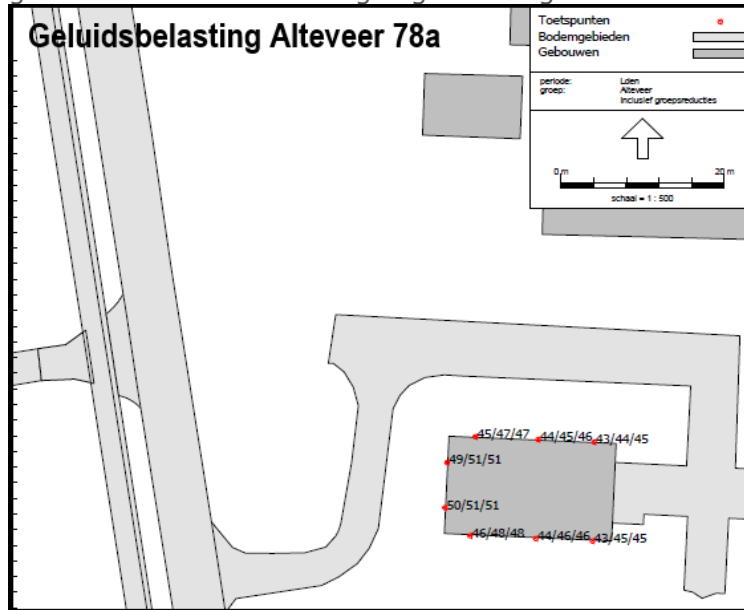 Geluidsbelasting Alteveer 78a
Toetspunten
Bodemgebieden
Gebouwen
periode: Lden
groep: Alteveer
Inclusief groepsreducties
0 m 20 m
schaal = 1 : 500
45/47/47
44/45/46
43/44/45
49/51/51
50/51/51
46/48/48
44/46/46
43/45/45